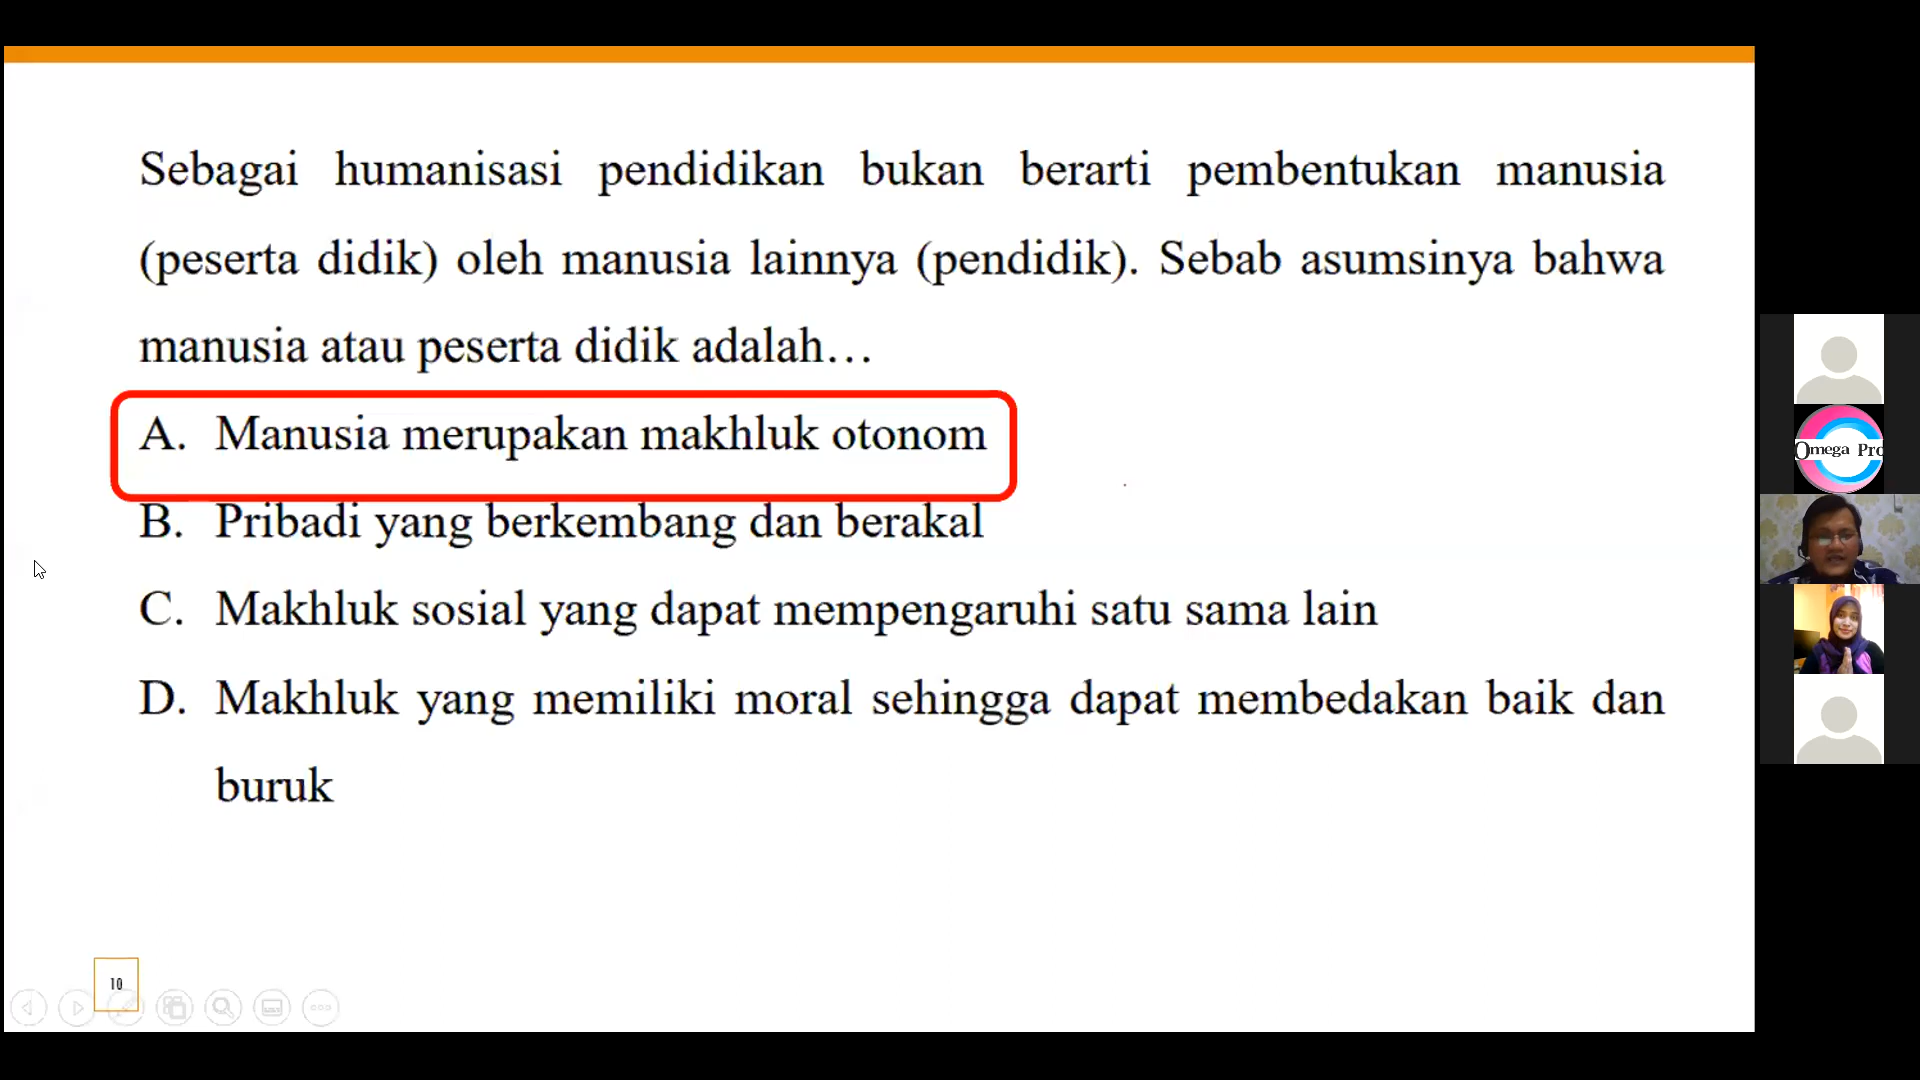 Sebagai humanisasi pendidikan bukan berarti pembentukan manusia
(peserta didik) oleh manusia lainnya (pendidik). Sebab asumsinya bahwa
manusia atau peserta didik adalah…
A. Manusia merupakan makhluk otonom
B. Pribadi yang berkembang dan berakal
C. Makhluk sosial yang dapat mempengaruhi satu sama lain
D. Makhluk yang memiliki moral sehingga dapat membedakan baik dan
buruk
10
Omega Pro